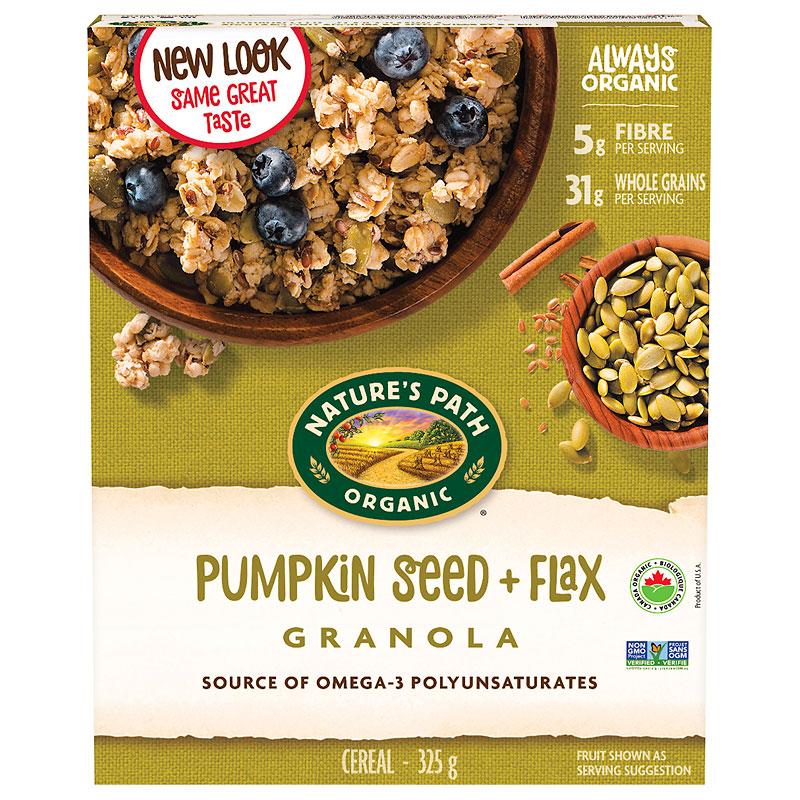 NEW LOOK
SAME GREAT
TASTE
ALWAYS
ORGANIC
5g FIBRE
PER SERVING
31g WHOLE GRAINS
PER SERVING
NATURE'S PATH
ORGANIC
®
PUMPKIN SEED + FLAX
GRANOLA
SOURCE OF OMEGA-3 POLYUNSATURATES
CANADA ORGANIC • BIOLOGIQUE CANADA
Product of U.S.A.
NON
GMO
Project
VERIFIED
PROJET
SANS
OGM
VÉRIFIÉ
CEREAL - 325 g
FRUIT SHOWN AS
SERVING SUGGESTION